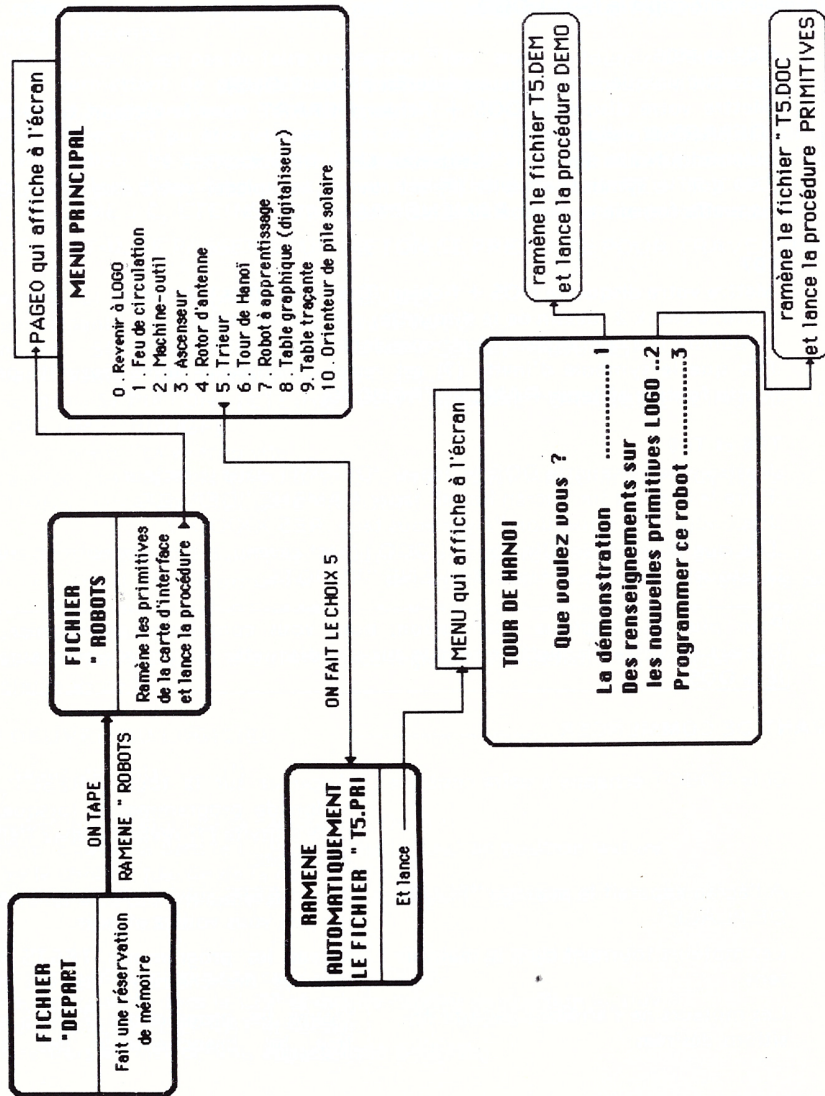 FICHIER
"DEPART
Fait une réservation
de mémoire
ON TAPE
RAMENE " ROBOTS
FICHIER
" ROBOTS
Ramène les primitives
de la carte d'interface
et lance la procédure
PAGE0 qui affiche à l'écran
MENU PRINCIPAL
0 . Revenir à LOGO
1 . Feu de circulation
2 . Machine-outil
3 . Ascenseur
4 . Rotor d'antenne
5 . Trieur
6 . Tour de Hanoï
7 . Robot à apprentissage
8 . Table graphique (digitaliseur)
9 . Table traçante
10 . Orienteur de pile solaire
ON FAIT LE CHOIX 5
RAMENE
AUTOMATIQUEMENT
LE FICHIER " T5.PRI
Et lance
MENU qui affiche à l'écran
TOUR DE HANOI
Que voulez vous ?
La démonstration ................ 1
Des renseignements sur
les nouvelles primitives LOGO ..2
Programmer ce robot ...............3
ramène le fichier T5.DEM
et lance la procédure DEMO
ramène le fichier " T5.DOC
et lance la procédure PRIMITIVES